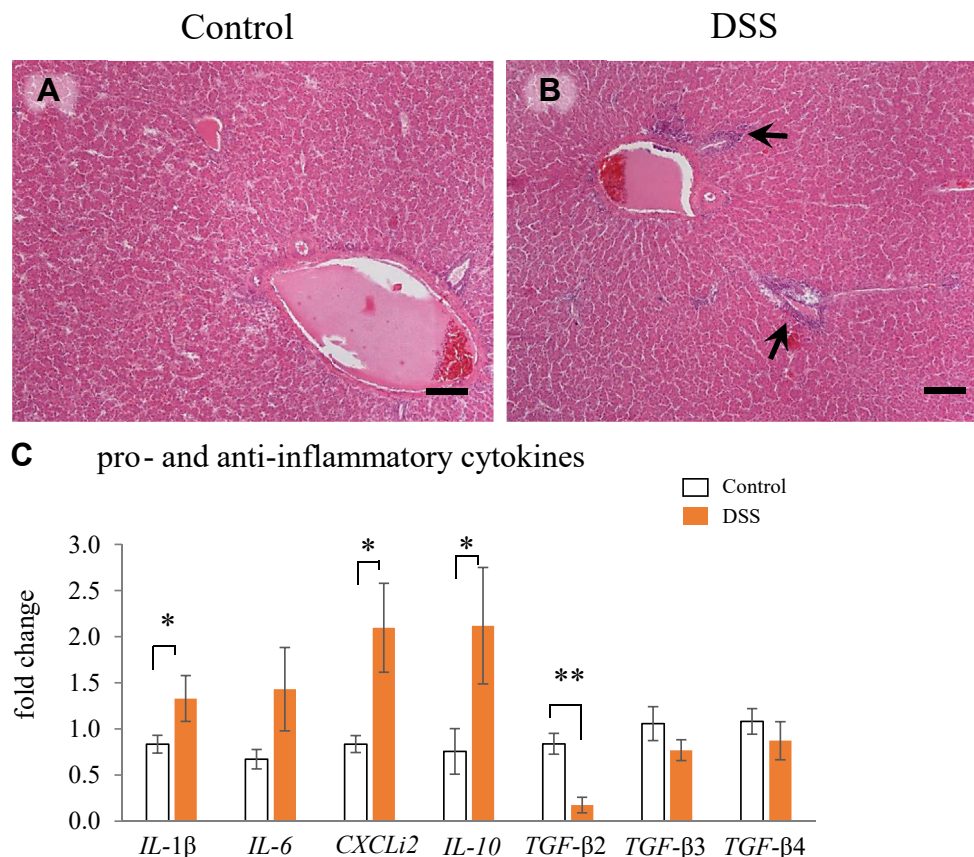 Control DSS
A B
C pro- and anti-inflammatory cytokines
Control
DSS
fold change
3.0
2.5
2.0
1.5
1.0
0.5
0.0
* * * **
IL-1β IL-6 CXCLi2 IL-10 TGF-β2 TGF-β3 TGF-β4